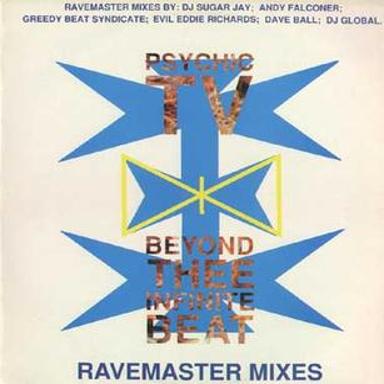 RAVEMASTER MIXES BY: DJ SUGAR JAY; ANDY FALCONER;
GREEDY BEAT SYNDICATE; EVIL EDDIE RICHARDS; DAVE BALL; DJ GLOBAL.
PSYCHIC
TV
BEYOND
THEE
INFINITE
BEAT
RAVEMASTER MIXES